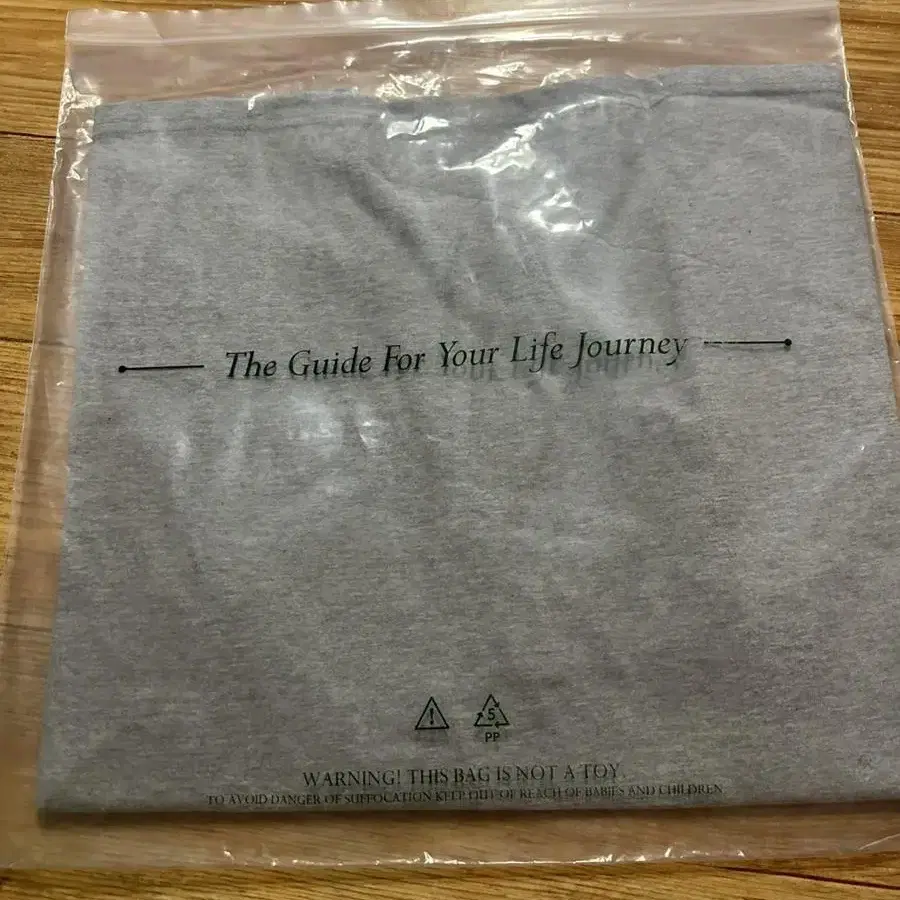 The Guide For Your Life Journey
5
PP
WARNING! THIS BAG IS NOT A TOY.
TO AVOID DANGER OF SUFFOCATION KEEP OUT OF REACH OF BABIES AND CHILDREN